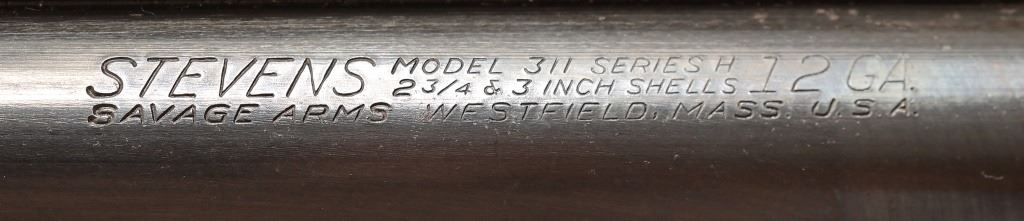 STEVENS MODEL 311 SERIES H 12 GA.
2 3/4 & 3 INCH SHELLS
SAVAGE ARMS WESTFIELD, MASS. U.S.A.